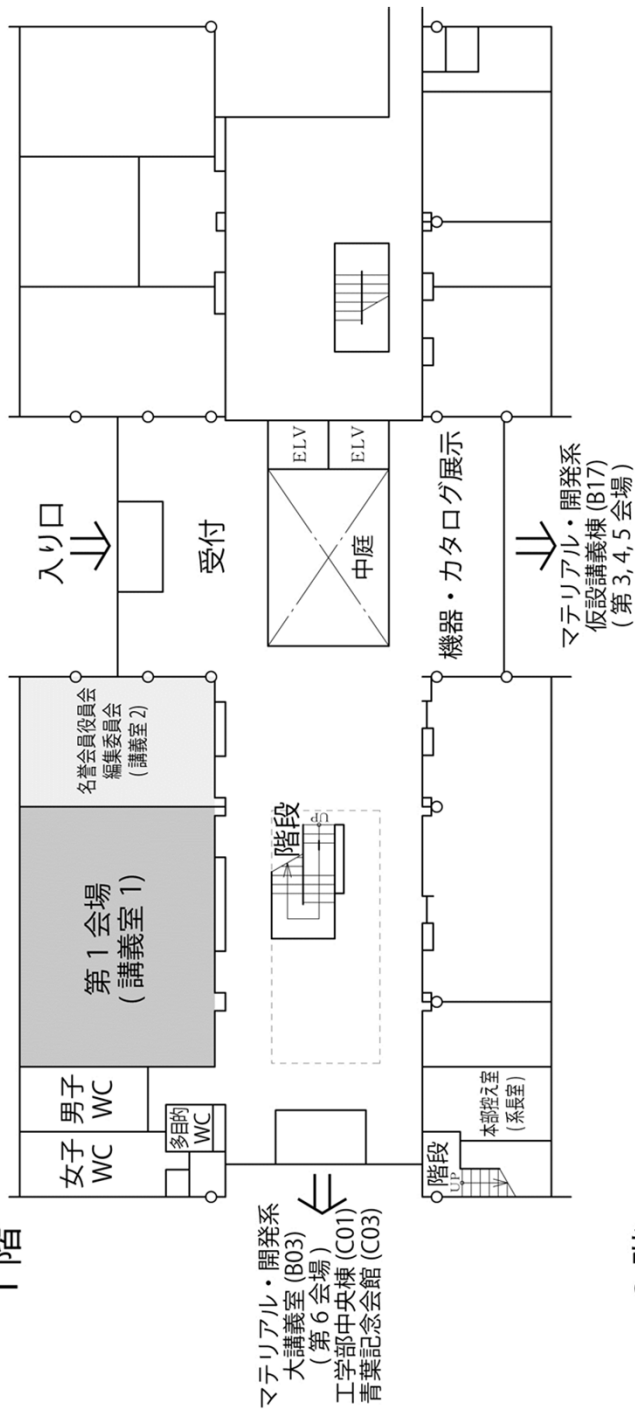 1 階
入り口
受付
ELV
ELV
中庭
機器・カタログ展示
マテリアル・開発系
仮設講義棟 (B17)
( 第 3, 4, 5 会場 )
名誉会員役員会
編集委員会
( 講義室 2)
第 1 会場
( 講義室 1)
階段
UP
男子
WC
女子
WC
多目的
WC
本部控え室
( 系長室 )
階段
UP
マテリアル・開発系
大講義室 (B03)
( 第 6 会場 )
工学部中央棟 (C01)
青葉記念会館 (C03)